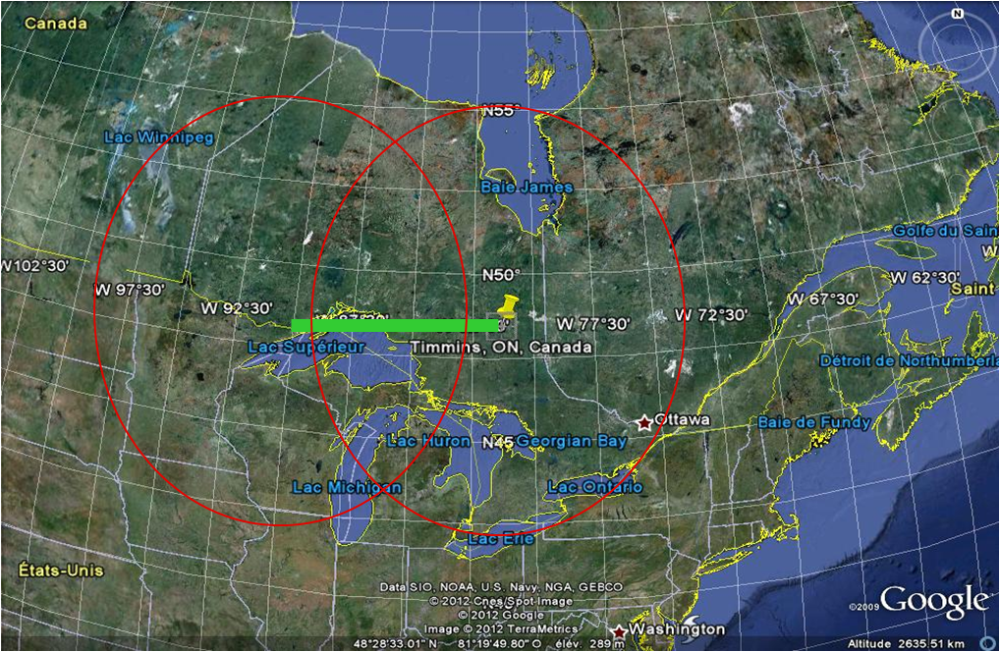 Canada
N
N55°
Lac Winnipeg
Baie James
Golfe du Sain
W
W102°30'
N50°
W 62°30'
W 97°30'
Saint
W 92°30'
W 67°30'
W 77°30'
W 72°30'
Lac Supérieur
Timmins, ON, Canada
Détroit de Northumberla
Ottawa
Baie de Fundy
Lac Huron
N45
Georgian Bay
Lac Michigan
Lac Ontario
Lac Erie
États-Unis
Data SIO, NOAA, U.S. Navy, NGA, GEBCO
© 2012 Cnes/Spot Image
© 2012 Google
Image © 2012 TerraMetrics
©2009 Google
Washington
48°28'33.01" N 81°19'49.80" O élév. 289 m
Altitude 2635.51 km